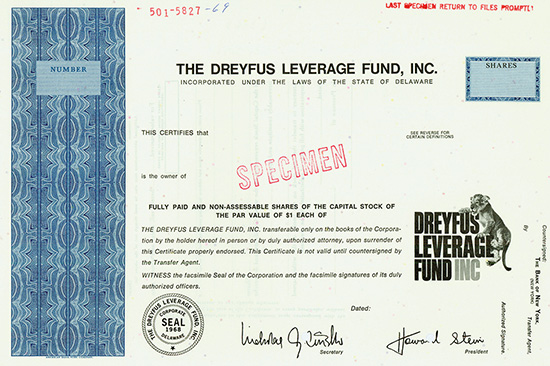 501-5827-69
LAST SPECIMEN RETURN TO FILES PROMPTLY
NUMBER
SHARES
THE DREYFUS LEVERAGE FUND, INC.
INCORPORATED UNDER THE LAWS OF THE STATE OF DELAWARE
THIS CERTIFIES that
SEE REVERSE FOR
CERTAIN DEFINITIONS
SPECIMEN
is the owner of
FULLY PAID AND NON-ASSESSABLE SHARES OF THE CAPITAL STOCK OF
THE PAR VALUE OF $1 EACH OF
THE DREYFUS LEVERAGE FUND, INC. transferable only on the books of the Corpora-
tion by the holder hereof in person or by duly authorized attorney, upon surrender of
this Certificate properly endorsed. This Certificate is not valid until countersigned by
the Transfer Agent.
WITNESS the facsimile Seal of the Corporation and the facsimile signatures of its duly
authorized officers.
DREYFUS
LEVERAGE
FUND INC
Countersigned:
THE BANK OF NEW YORK,
(NEW YORK)
Transfer Agent,
By
Authorized Signature.
THE DREYFUS LEVERAGE FUND, INC.
CORPORATE
SEAL
1968
DELAWARE
Dated:
Secretary
Howard Stein
President